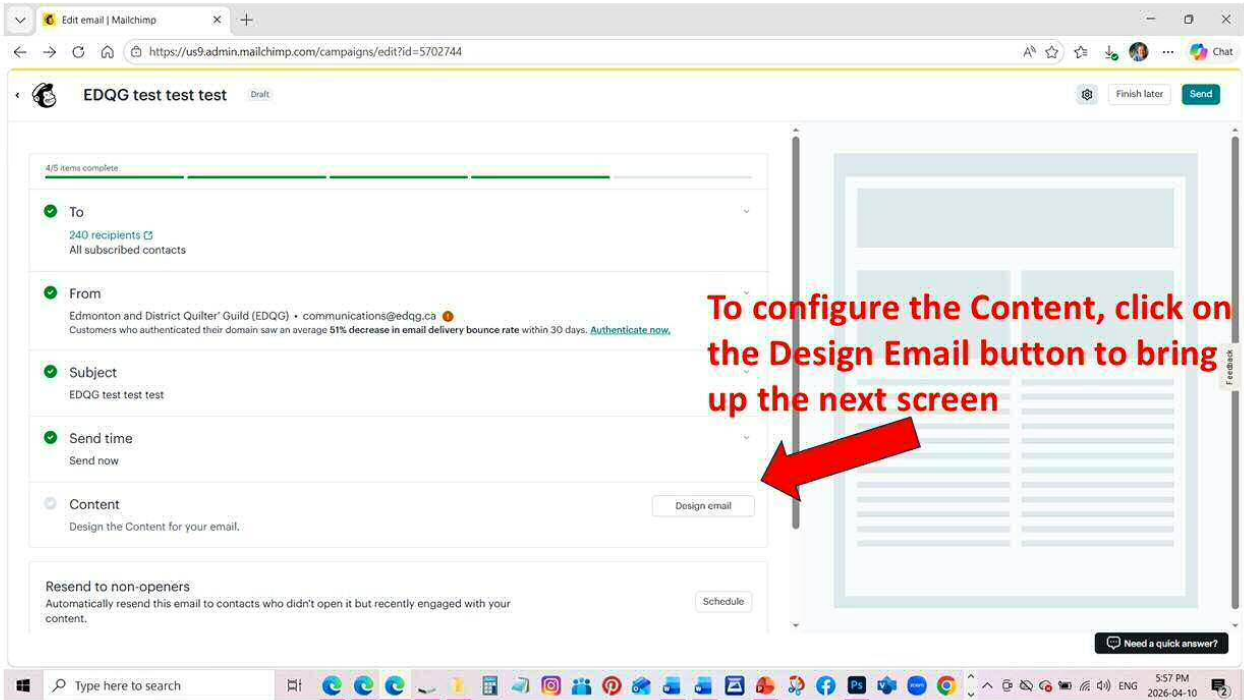 Edit email | Mailchimp
https://us9.admin.mailchimp.com/campaigns/edit?id=5702744
Chat
EDQG test test test
Draft
Finish later
Send
4/5 items complete
To
240 recipients
All subscribed contacts
From
Edmonton and District Quilter' Guild (EDQG) • communications@edqg.ca
Customers who authenticated their domain saw an average 51% decrease in email delivery bounce rate within 30 days. Authenticate now.
Subject
EDQG test test test
Send time
Send now
Content
Design the Content for your email.
Design email
To configure the Content, click on
the Design Email button to bring
up the next screen
Feedback
Resend to non-openers
Automatically resend this email to contacts who didn't open it but recently engaged with your
content.
Schedule
Need a quick answer?
Type here to search
ENG
5:57 PM
2026-04-10